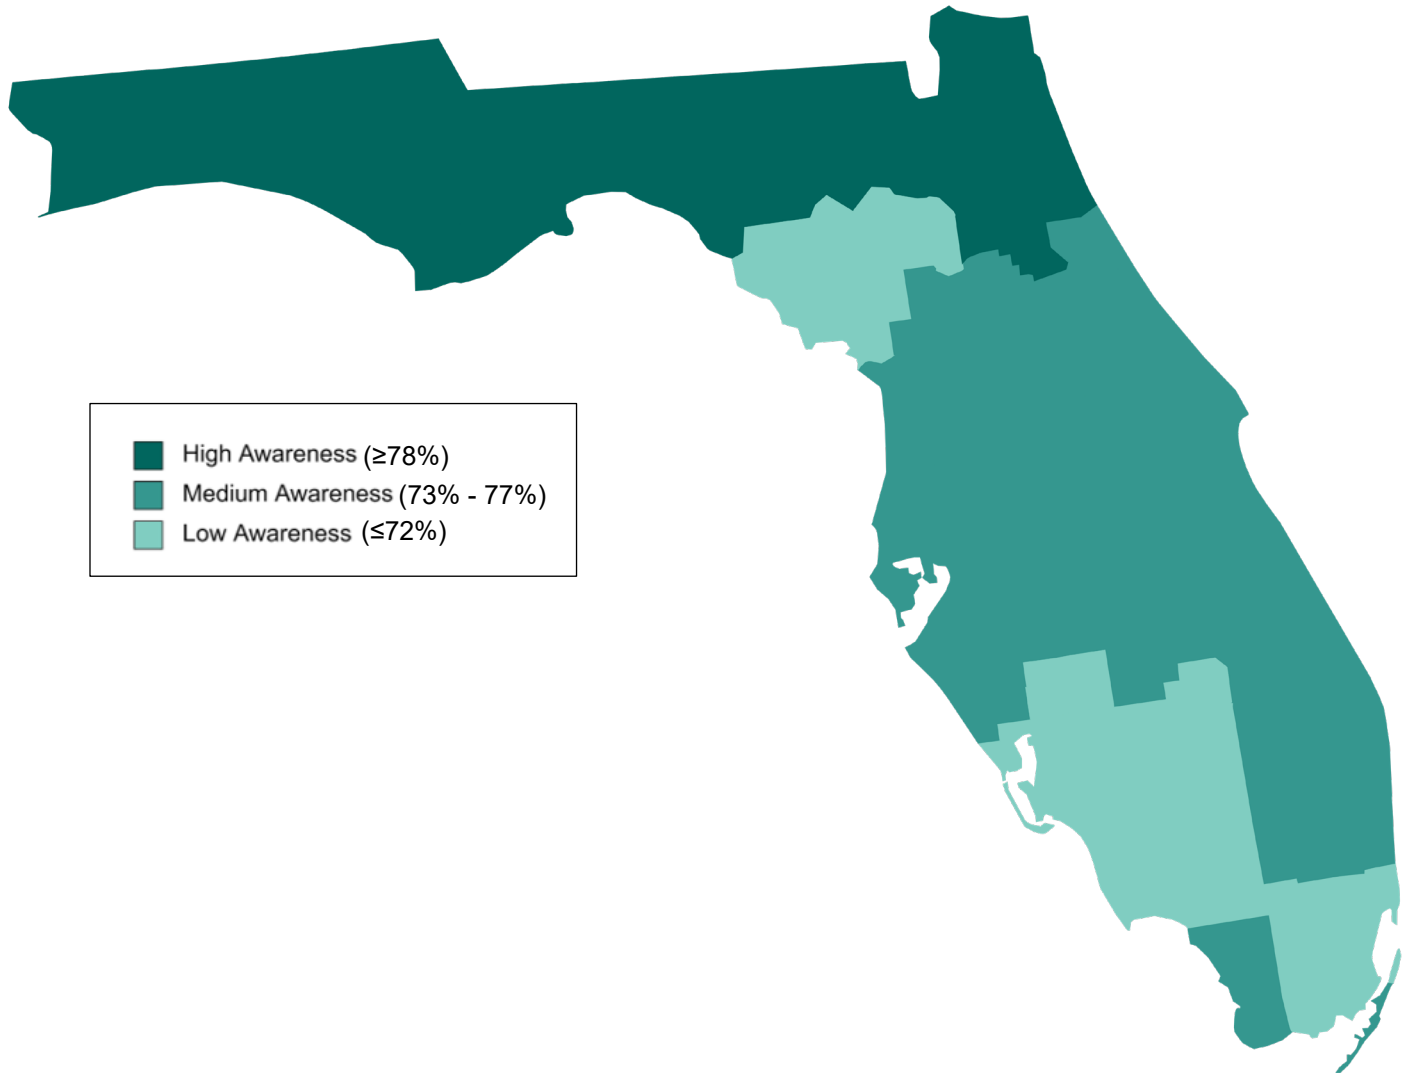 High Awareness (≥78%)
Medium Awareness (73% - 77%)
Low Awareness (≤72%)